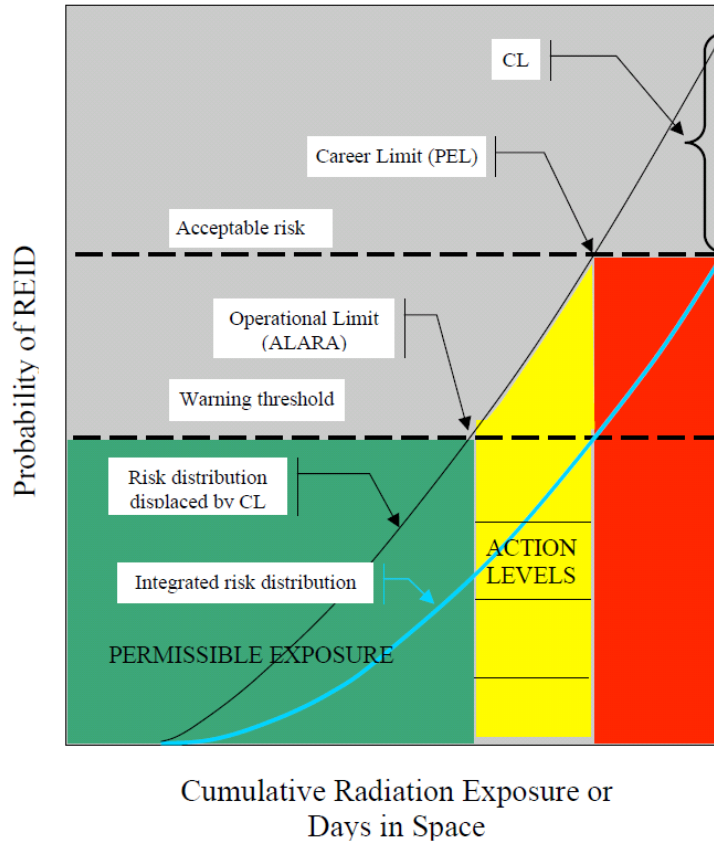 CL
Career Limit (PEL)
Acceptable risk
Operational Limit
(ALARA)
Warning threshold
Risk distribution
displaced by CL
ACTION
LEVELS
Integrated risk distribution
PERMISSIBLE EXPOSURE
Probability of REID
Cumulative Radiation Exposure or
Days in Space